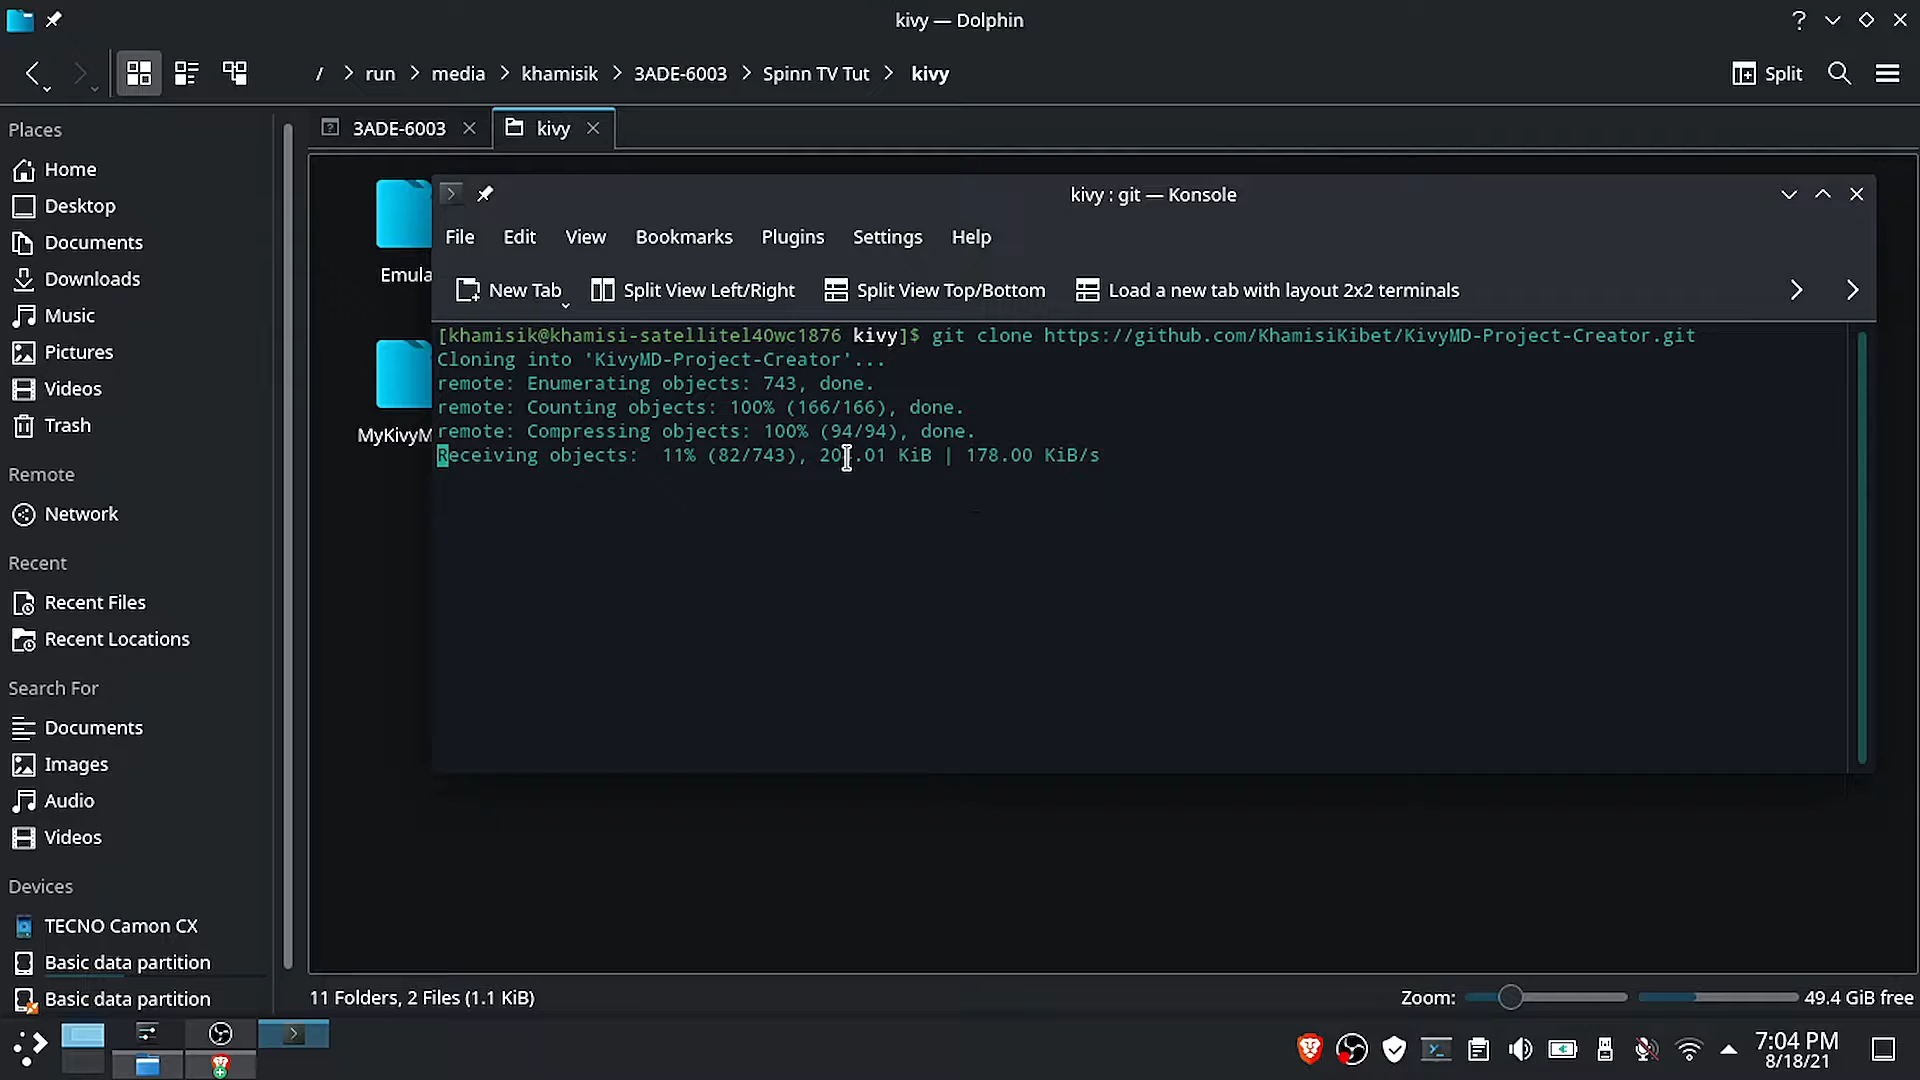 kivy — Dolphin
/ run media khamisik 3ADE-6003 Spinn TV Tut kivy
Split
Places
Home
Desktop
Documents
Downloads
Music
Pictures
Videos
Trash
Remote
Network
Recent
Recent Files
Recent Locations
Search For
Documents
Images
Audio
Videos
Devices
TECNO Camon CX
Basic data partition
Basic data partition
3ADE-6003
kivy
Emula
MyKivyM
kivy : git — Konsole
File Edit View Bookmarks Plugins Settings Help
New Tab Split View Left/Right Split View Top/Bottom Load a new tab with layout 2x2 terminals
[khamisik@khamisi-satellitel40wc1876 kivy]$ git clone https://github.com/KhamisiKibet/KivyMD-Project-Creator.git
Cloning into 'KivyMD-Project-Creator'...
remote: Enumerating objects: 743, done.
remote: Counting objects: 100% (166/166), done.
remote: Compressing objects: 100% (94/94), done.
Receiving objects: 11% (82/743), KiB | 178.00 KiB/s
11 Folders, 2 Files (1.1 KiB)
Zoom:
49.4 GiB free
7:04 PM
8/18/21